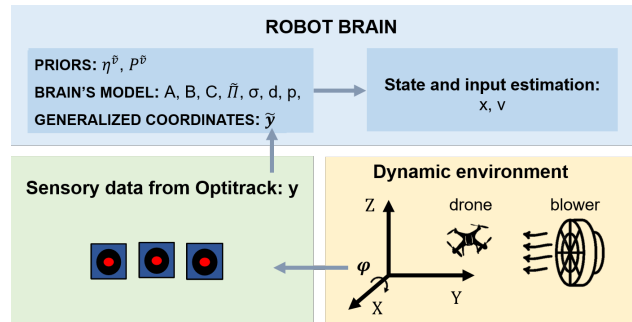 ROBOT BRAIN
PRIORS: η^ṽ, P^ṽ
BRAIN'S MODEL: A, B, C, Π̃, σ, d, p,
GENERALIZED COORDINATES: ỹ
State and input estimation:
x, v
Sensory data from Optitrack: y
Dynamic environment
Z
drone
blower
φ
X
Y